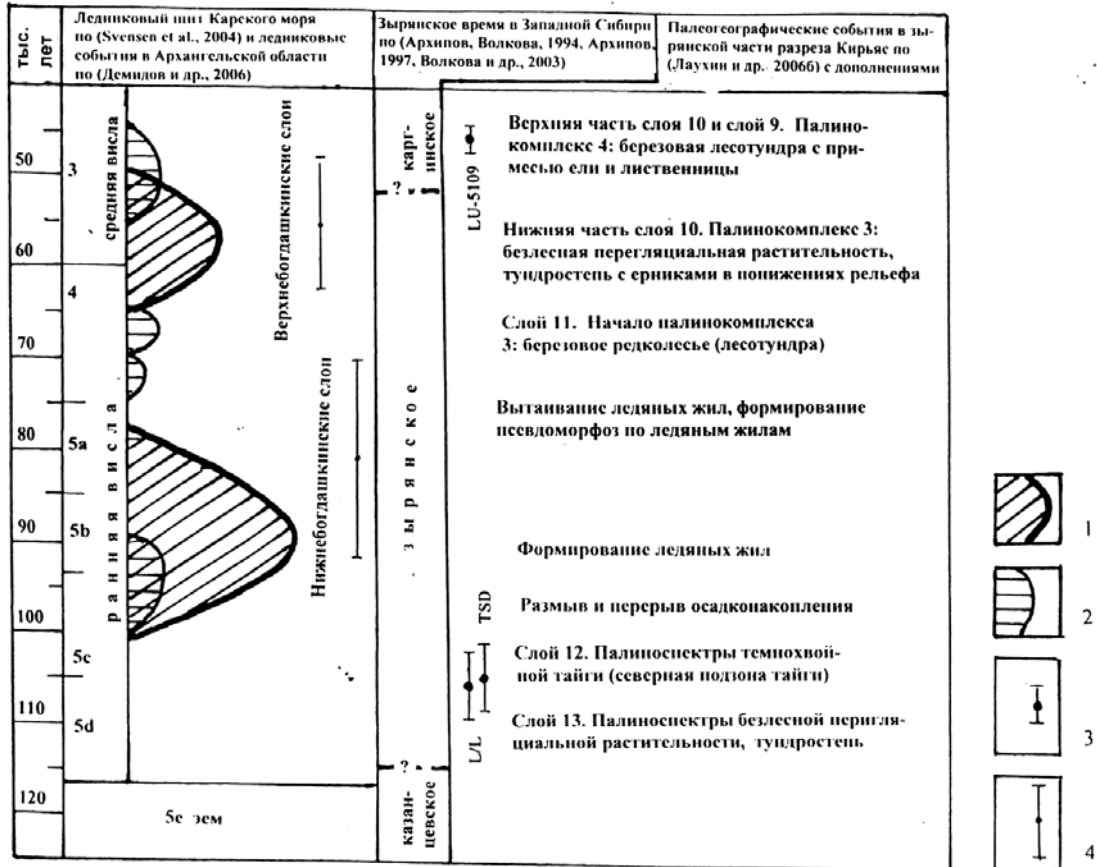 тыс.
лет
Ледниковый щит Карского моря
по (Svensen et al., 2004) и ледниковые
события в Архангельской области
по (Демидов и др., 2006)
Зырянское время в Западной Сибири
по (Архипов, Волкова, 1994, Архипов,
1997, Волкова и др., 2003)
Палеогеографические события в зы-
рянской части разреза Кирьяс по
(Лаухин и др. 2006б) с дополнениями
50
60
70
80
90
100
110
120
средняя висла
ранняя висла
3
4
5a
5b
5c
5d
5e эем
Верхнебогдашкинские слои
Нижнебогдашкинские слои
карг-
инское
?
зырянское
?
казан-
цевское
LU-5109
TSD
L/L
Верхняя часть слоя 10 и слой 9. Палино-
комплекс 4: березовая лесотундра с при-
месью ели и лиственницы
Нижняя часть слоя 10. Палинокомплекс 3:
безлесная перегляциальная растительность,
тундростепь с ерниками в понижениях рельефа
Слой 11. Начало палинокомплекса
3: березовое редколесье (лесотундра)
Вытаивание ледяных жил, формирование
псевдоморфоз по ледяным жилам
Формирование ледяных жил
Размыв и перерыв осадконакопления
Слой 12. Палиноспектры темнохвой-
ной тайги (северная подзона тайги)
Слой 13. Палиноспектры безлесной перигля-
циальной растительности, тундростепь
1
2
3
4